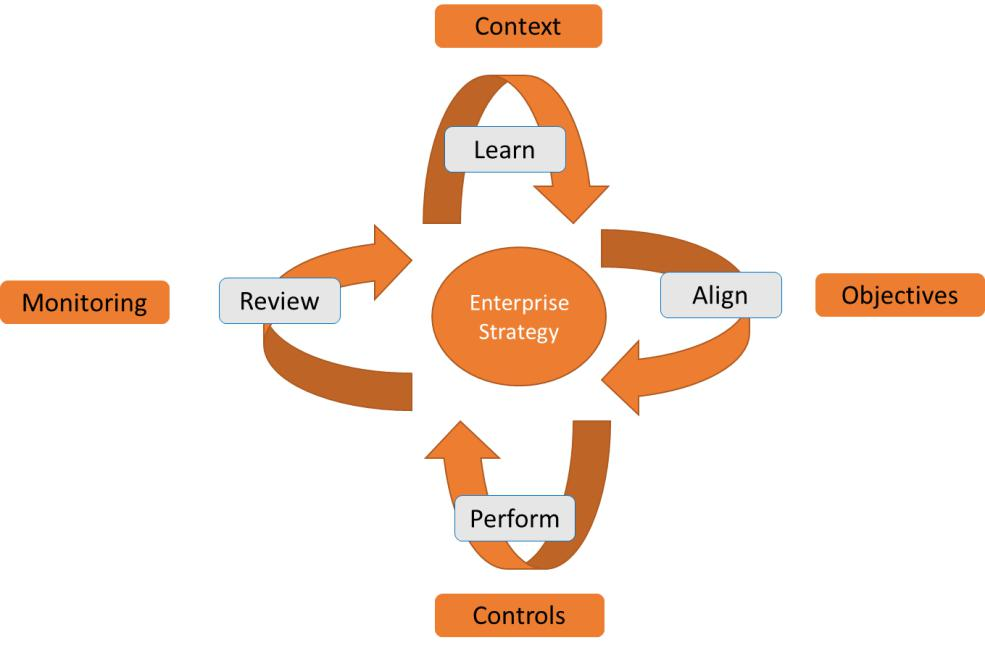 Context
Learn
Monitoring
Review
Enterprise
Strategy
Align
Objectives
Perform
Controls